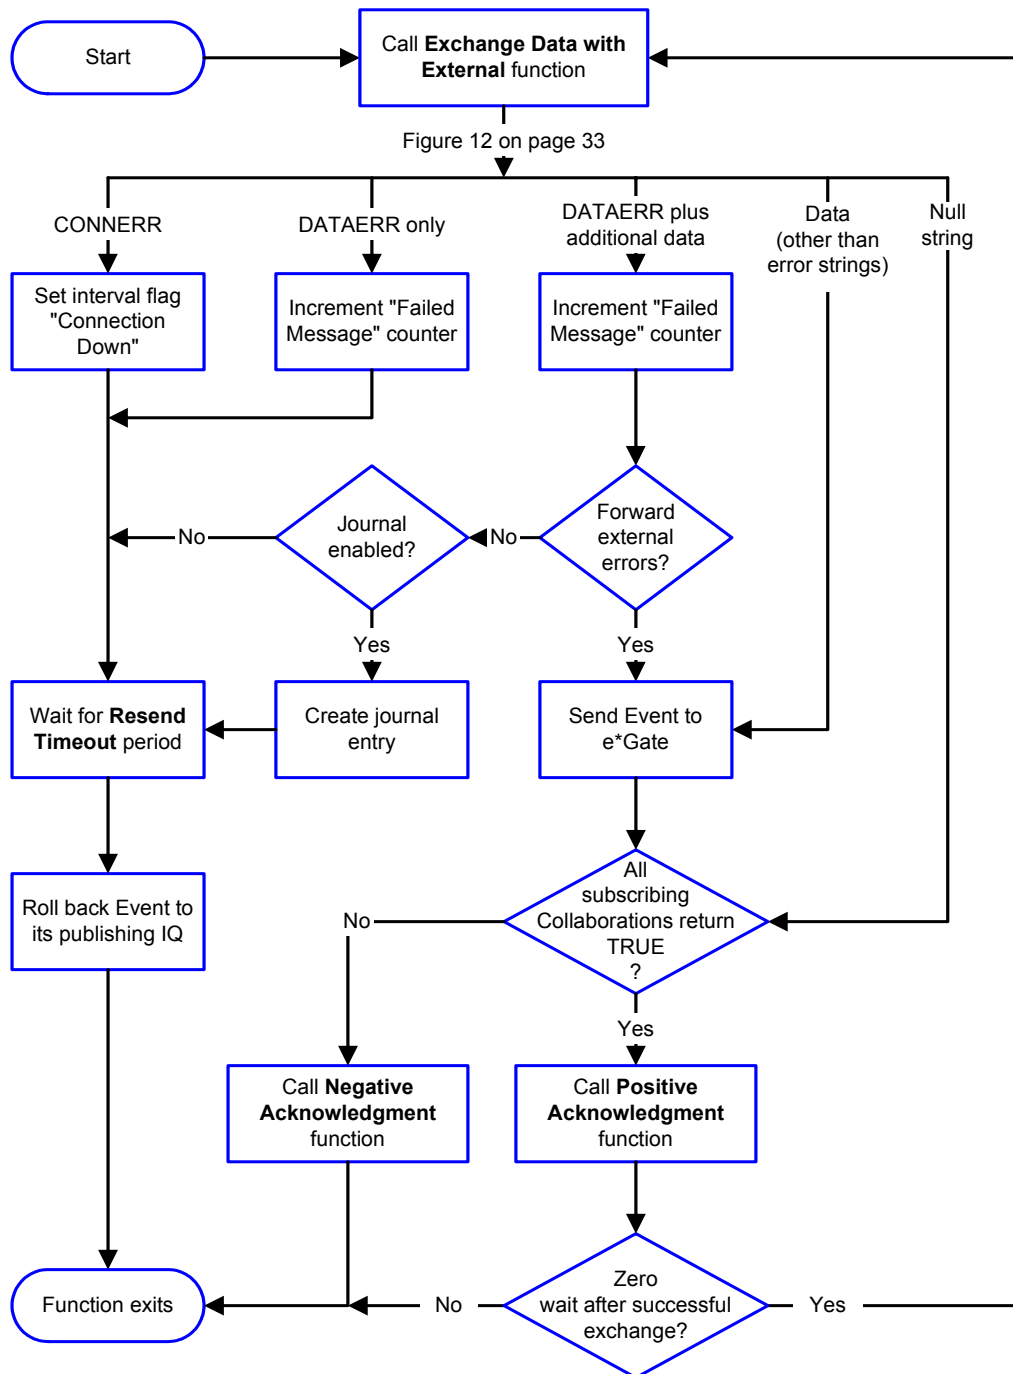 Start
Call Exchange Data with
External function
Figure 12 on page 33
CONNERR
DATAERR only
DATAERR plus
additional data
Data
(other than
error strings)
Null
string
Set interval flag
"Connection
Down"
Increment "Failed
Message" counter
Increment "Failed
Message" counter
No
Journal
enabled?
No
Forward
external
errors?
Yes
Yes
Wait for Resend
Timeout period
Create journal
entry
Send Event to
e*Gate
Roll back Event to
its publishing IQ
No
All
subscribing
Collaborations return
TRUE
?
Yes
Call Negative
Acknowledgment
function
Call Positive
Acknowledgment
function
Function exits
No
Zero
wait after successful
exchange?
Yes